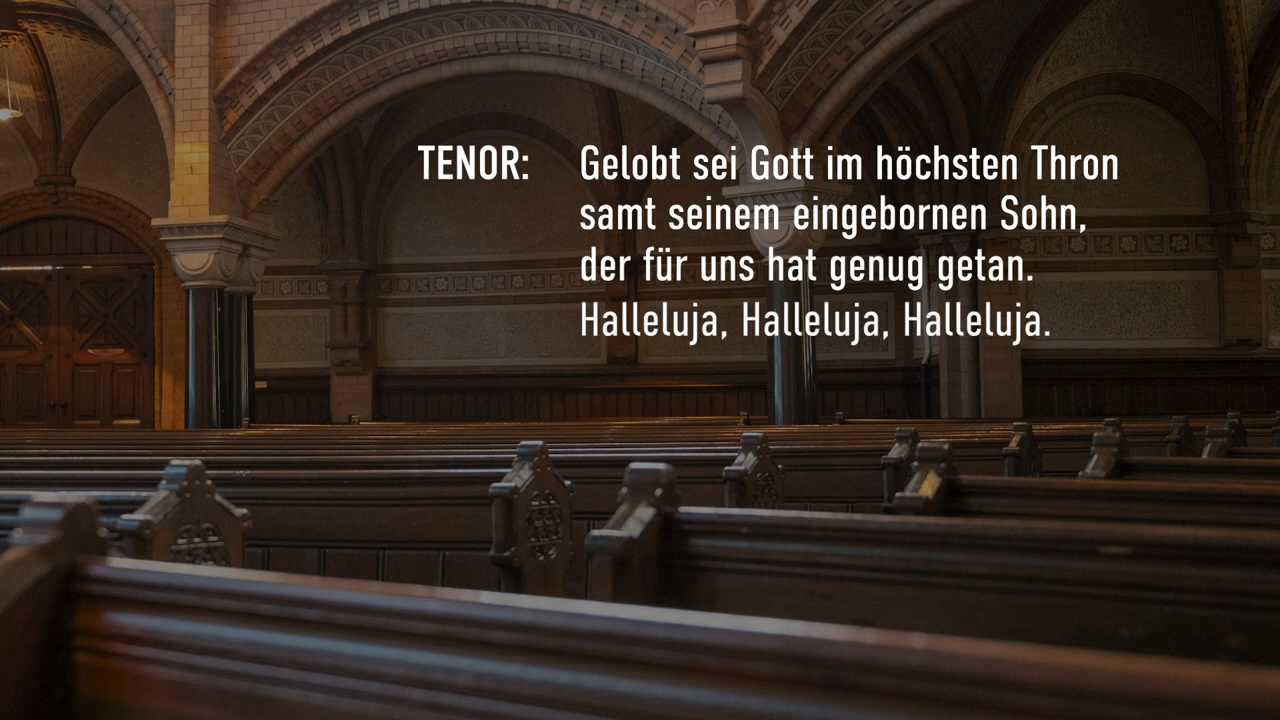 TENOR: Gelobt sei Gott im höchsten Thron
samt seinem eingebornen Sohn,
der für uns hat genug getan.
Halleluja, Halleluja, Halleluja.